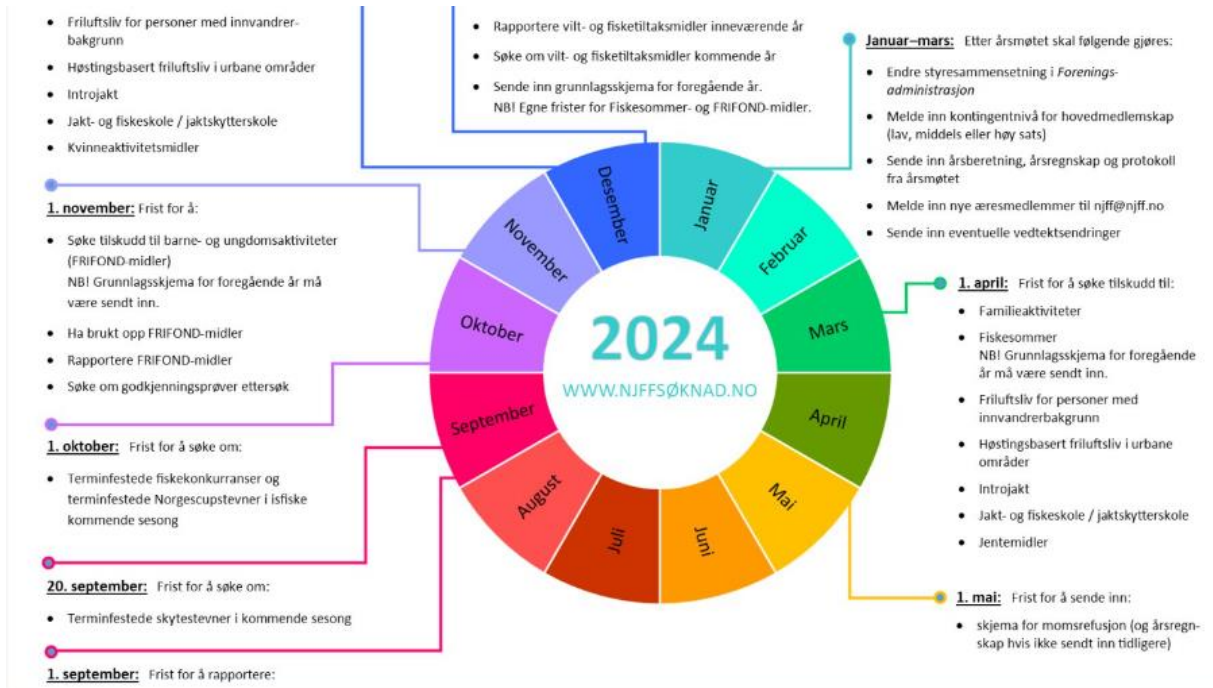 • Friluftsliv for personer med innvandrer-
bakgrunn
• Høstingsbasert friluftsliv i urbane områder
• Introjakt
• Jakt- og fiskeskole / jaktskytterskole
• Kvinneaktivitetsmidler
• Rapportere vilt- og fisketiltaksmidler inneværende år
• Søke om vilt- og fisketiltaksmidler kommende år
• Sende inn grunnlagsskjema for foregående år.
NB! Egne frister for Fiskesommer- og FRIFOND-midler.
Januar–mars: Etter årsmøtet skal følgende gjøres:
• Endre styresammensetning i Forenings-
administrasjon
• Melde inn kontingentnivå for hovedmedlemskap
(lav, middels eller høy sats)
• Sende inn årsberetning, årsregnskap og protokoll
fra årsmøtet
• Melde inn nye æresmedlemmer til njff@njff.no
• Sende inn eventuelle vedtektsendringer
1. november: Frist for å:
• Søke tilskudd til barne- og ungdomsaktiviteter
(FRIFOND-midler)
NB! Grunnlagsskjema for foregående år må
være sendt inn.
• Ha brukt opp FRIFOND-midler
• Rapportere FRIFOND-midler
• Søke om godkjenningsprøver ettersøk
1. oktober: Frist for å søke om:
• Terminfestede fiskekonkurranser og
terminfestede Norgescupstevner i isfiske
kommende sesong
20. september: Frist for å søke om:
• Terminfestede skytestevner i kommende sesong
1. september: Frist for å rapportere:
Januar
Februar
Mars
April
Mai
Juni
Juli
August
September
Oktober
November
Desember
2024
WWW.NJFFSØKNAD.NO
1. april: Frist for å søke tilskudd til:
• Familieaktiviteter
• Fiskesommer
NB! Grunnlagsskjema for foregående
år må være sendt inn.
• Friluftsliv for personer med
innvandrerbakgrunn
• Høstingsbasert friluftsliv i urbane
områder
• Introjakt
• Jakt- og fiskeskole / jaktskytterskole
• Jentemidler
1. mai: Frist for å sende inn:
• skjema for momsrefusjon (og årsregn-
skap hvis ikke sendt inn tidligere)